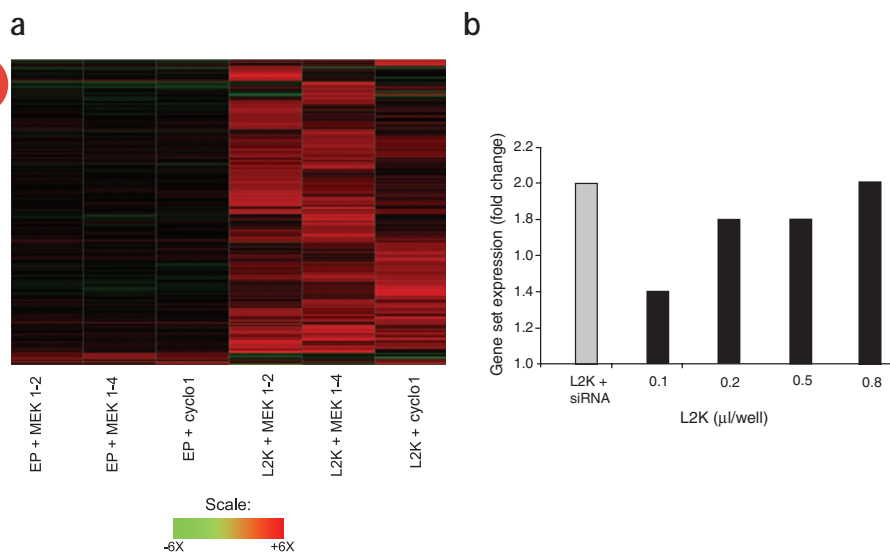 a
EP + MEK 1-2
EP + MEK 1-4
EP + cyclo1
L2K + MEK 1-2
L2K + MEK 1-4
L2K + cyclo1
Scale:
-6X
+6X
b
Gene set expression (fold change)
2.2
2.0
1.8
1.6
1.4
1.2
1.0
L2K +
siRNA
0.1
0.2
0.5
0.8
L2K (µl/well)